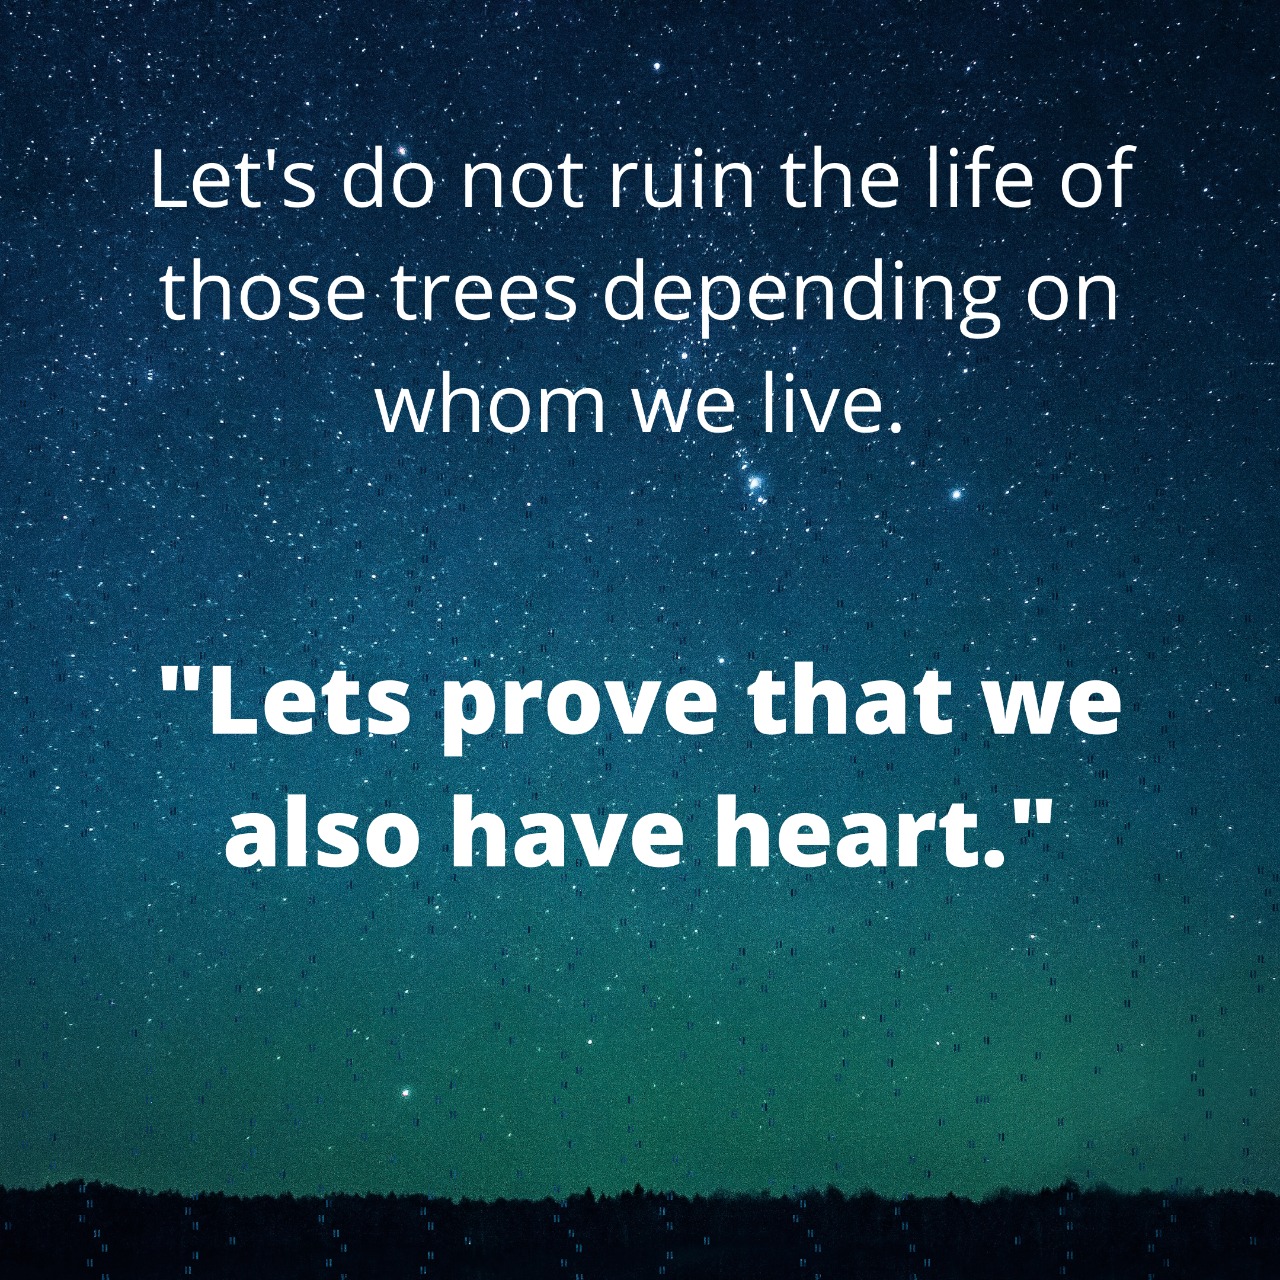 Let's do not ruin the life of
those trees depending on
whom we live.
"Lets prove that we
also have heart."